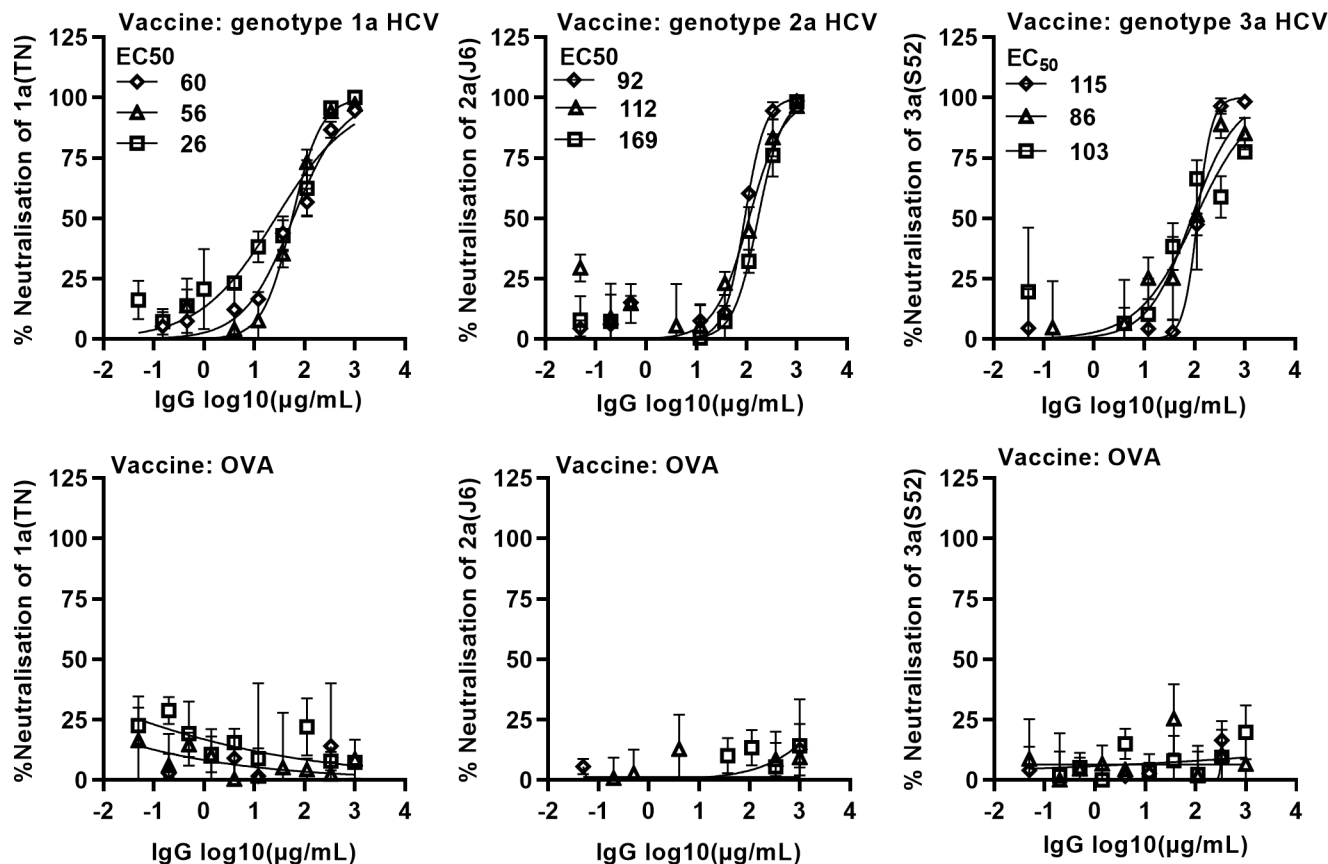 Vaccine: genotype 1a HCV
% Neutralisation of 1a(TN)
125
100
75
50
25
0
EC50
60
56
26
-2 -1 0 1 2 3 4
IgG log10(µg/mL)
Vaccine: genotype 2a HCV
% Neutralisation of 2a(J6)
125
100
75
50
25
0
EC50
92
112
169
-2 -1 0 1 2 3 4
IgG log10(µg/mL)
Vaccine: genotype 3a HCV
%Neutralisation of 3a(S52)
125
100
75
50
25
0
EC50
115
86
103
-2 -1 0 1 2 3 4
IgG log10(µg/mL)
Vaccine: OVA
%Neutralisation of 1a(TN)
125
100
75
50
25
0
-2 -1 0 1 2 3 4
IgG log10(µg/mL)
Vaccine: OVA
% Neutralisation of 2a(J6)
125
100
75
50
25
0
-2 -1 0 1 2 3 4
IgG log10(µg/mL)
Vaccine: OVA
% Neutralisation of 3a(S52)
125
100
75
50
25
0
-2 -1 0 1 2 3 4
IgG log10(µg/mL)